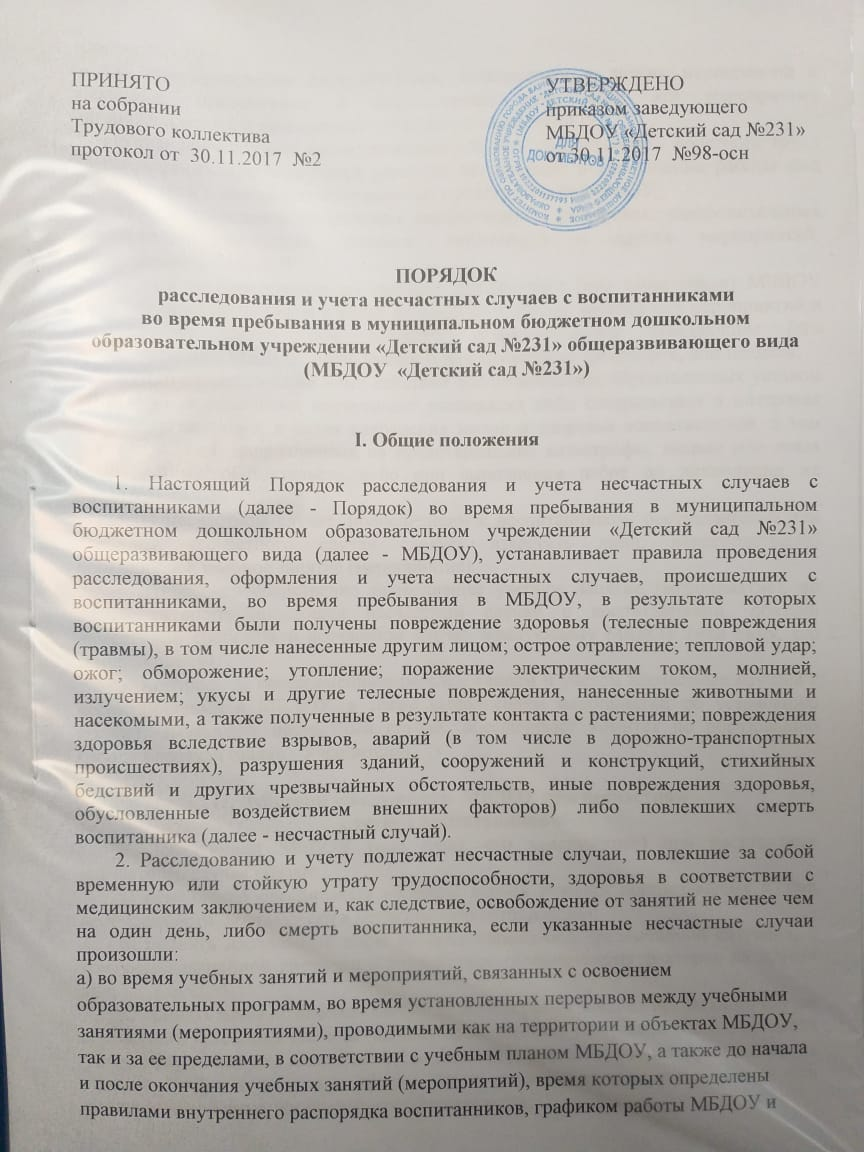 ПРИНЯТО
на собрании
Трудового коллектива
протокол от 30.11.2017 №2
УТВЕРЖДЕНО
приказом заведующего
МБДОУ «Детский сад №231»
от 30.11.2017 №98-осн
ДЛЯ
ДОКУМЕНТОВ
ПОРЯДОК
расследования и учета несчастных случаев с воспитанниками
во время пребывания в муниципальном бюджетном дошкольном
образовательном учреждении «Детский сад №231» общеразвивающего вида
(МБДОУ «Детский сад №231»)
I. Общие положения
1. Настоящий Порядок расследования и учета несчастных случаев с
воспитанниками (далее - Порядок) во время пребывания в муниципальном
бюджетном дошкольном образовательном учреждении «Детский сад №231»
общеразвивающего вида (далее - МБДОУ), устанавливает правила проведения
расследования, оформления и учета несчастных случаев, происшедших с
воспитанниками, во время пребывания в МБДОУ, в результате которых
воспитанниками были получены повреждение здоровья (телесные повреждения
(травмы), в том числе нанесенные другим лицом; острое отравление; тепловой удар;
ожог; обморожение; утопление; поражение электрическим током, молнией,
излучением; укусы и другие телесные повреждения, нанесенные животными и
насекомыми, а также полученные в результате контакта с растениями; повреждения
здоровья вследствие взрывов, аварий (в том числе в дорожно-транспортных
происшествиях), разрушения зданий, сооружений и конструкций, стихийных
бедствий и других чрезвычайных обстоятельств, иные повреждения здоровья,
обусловленные воздействием внешних факторов) либо повлекших смерть
воспитанника (далее - несчастный случай).
2. Расследованию и учету подлежат несчастные случаи, повлекшие за собой
временную или стойкую утрату трудоспособности, здоровья в соответствии с
медицинским заключением и, как следствие, освобождение от занятий не менее чем
на один день, либо смерть воспитанника, если указанные несчастные случаи
произошли:
а) во время учебных занятий и мероприятий, связанных с освоением
образовательных программ, во время установленных перерывов между учебными
занятиями (мероприятиями), проводимыми как на территории и объектах МБДОУ,
так и за ее пределами, в соответствии с учебным планом МБДОУ, а также до начала
и после окончания учебных занятий (мероприятий), время которых определены
правилами внутреннего распорядка воспитанников, графиком работы МБДОУ и